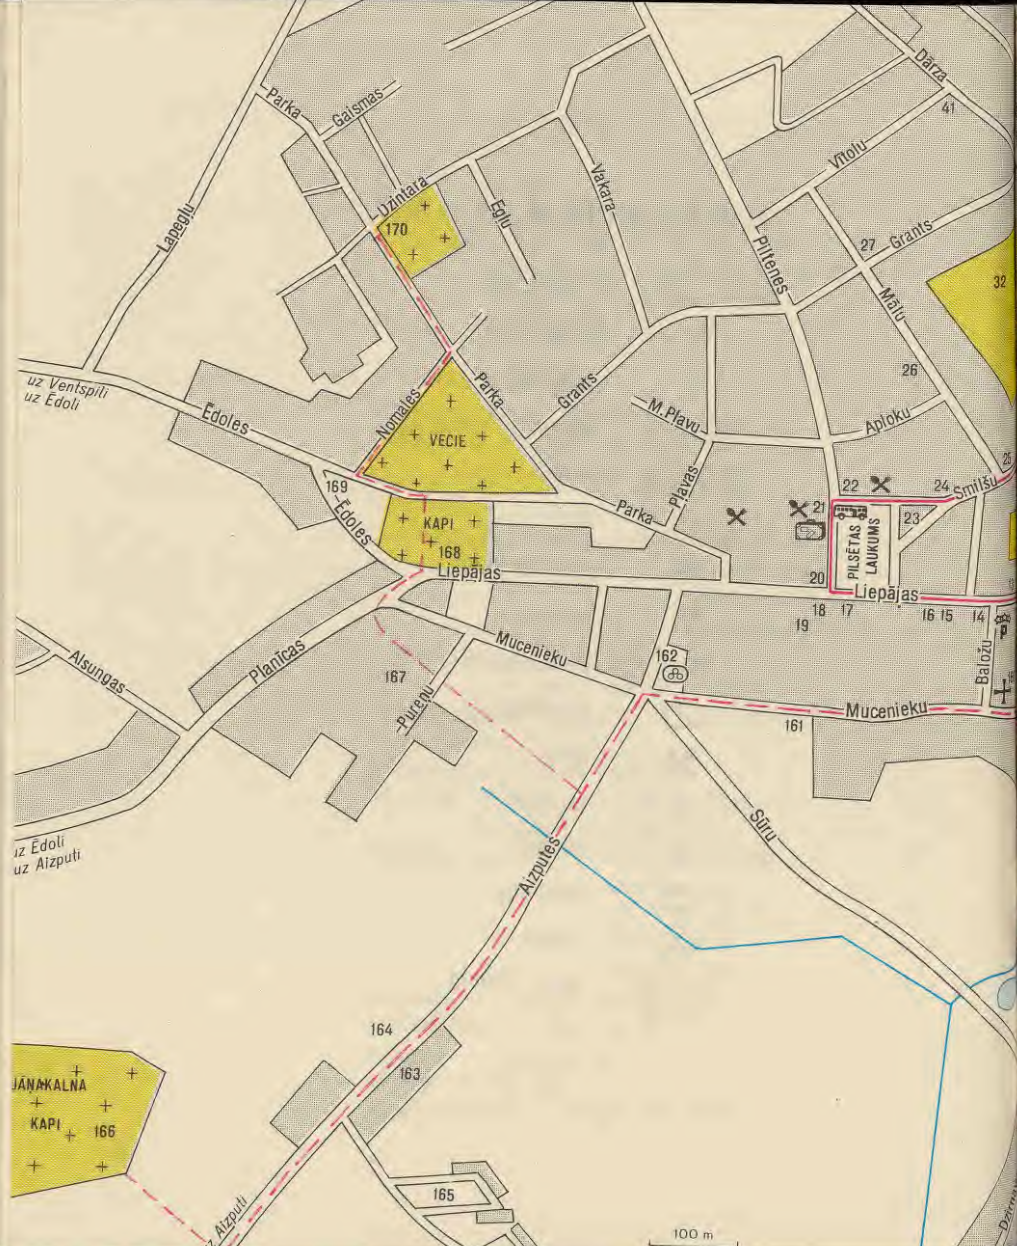 Dārza
Parka
Gaismas
41
Vītolu
Vakara
Dzintara
Egļu
Lapegļu
170
Piltenes
27
Grants
32
Mālu
uz Ventspili
uz Ēdoli
Ēdoles
Nomales
Parka
Grants
26
M. Pļavu
Aploku
VECIE
25
169
Ēdoles
Pļavas
22
24
Smilšu
KAPI
Parka
21
PILSĒTAS
LAUKUMS
23
168
Liepājas
20
Liepājas
18
17
19
16
15
14
Mucenieku
Baložu
162
Alsungas
Planīcas
167
Pureņu
Mucenieku
161
Sūru
uz Ēdoli
uz Aizputi
Aizputes
164
163
JĀŅAKALNA
KAPI
166
165
Aizputi
100 m